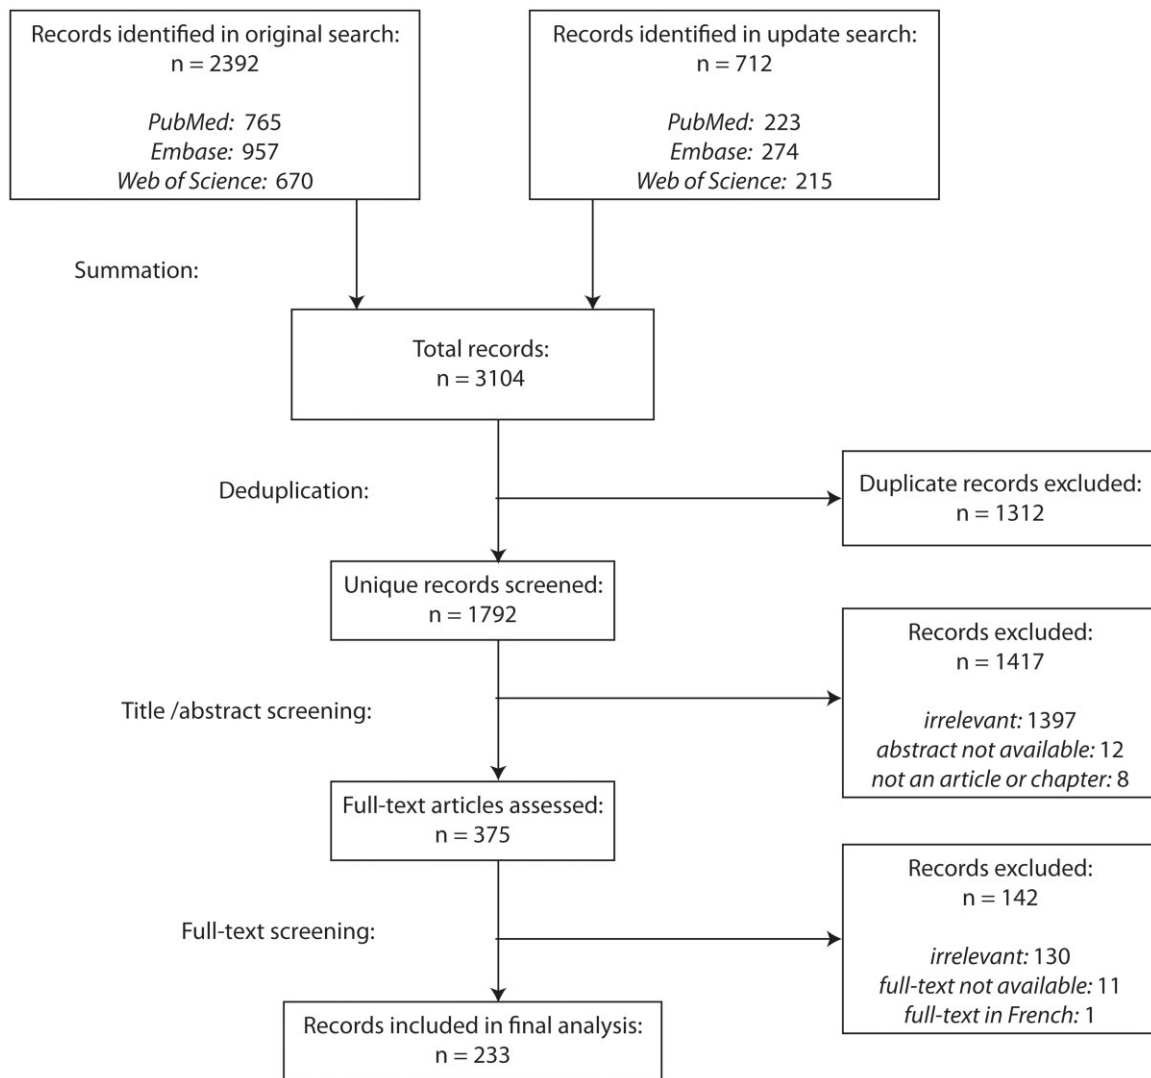 Records identified in original search:
n = 2392
PubMed: 765
Embase: 957
Web of Science: 670
Records identified in update search:
n = 712
PubMed: 223
Embase: 274
Web of Science: 215
Summation:
Total records:
n = 3104
Deduplication:
Duplicate records excluded:
n = 1312
Unique records screened:
n = 1792
Title /abstract screening:
Records excluded:
n = 1417
irrelevant: 1397
abstract not available: 12
not an article or chapter: 8
Full-text articles assessed:
n = 375
Full-text screening:
Records excluded:
n = 142
irrelevant: 130
full-text not available: 11
full-text in French: 1
Records included in final analysis:
n = 233